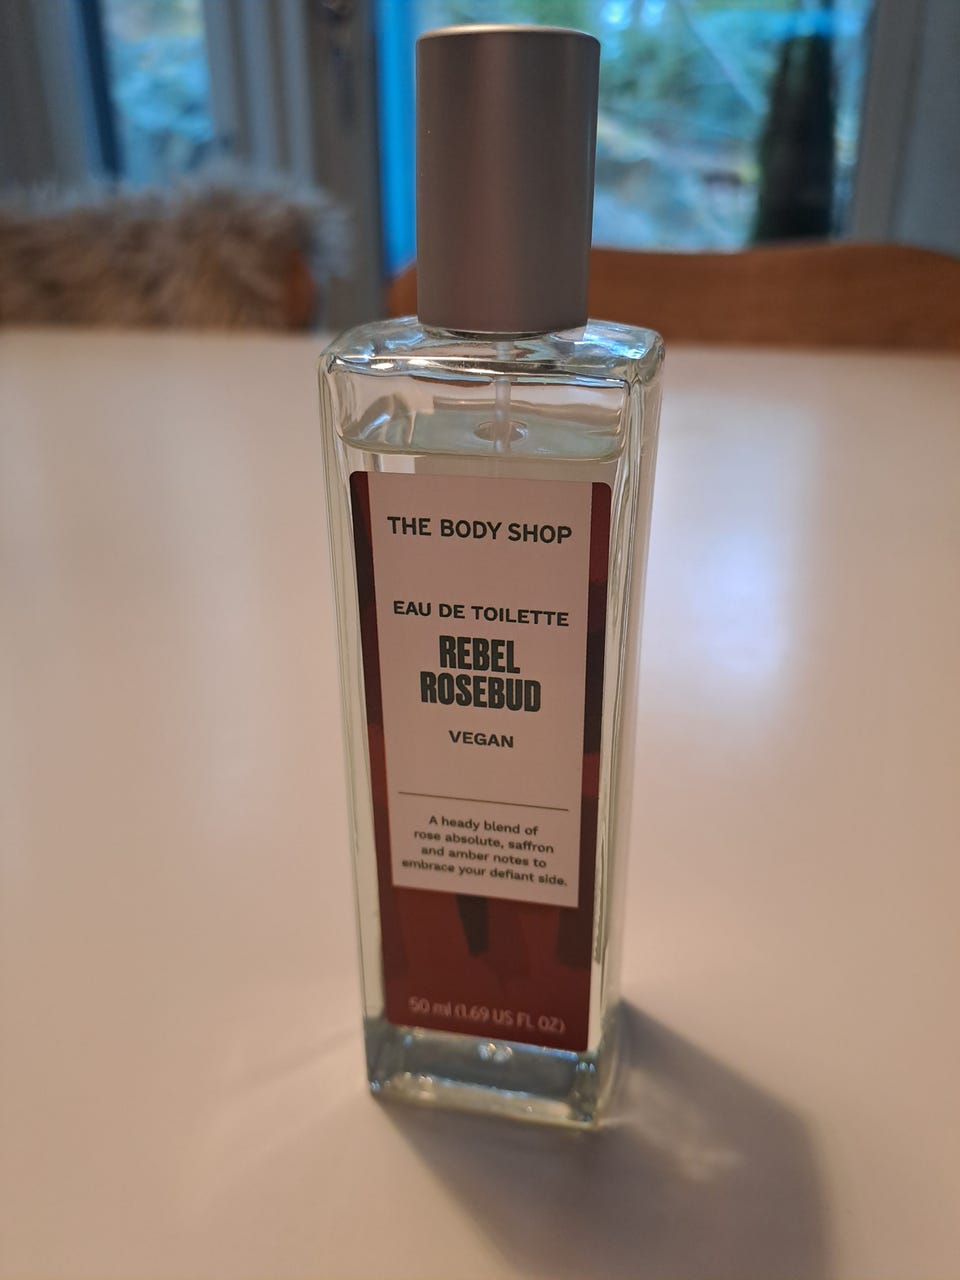 THE BODY SHOP
EAU DE TOILETTE
REBEL
ROSEBUD
VEGAN
A heady blend of
rose absolute, saffron
and amber notes to
embrace your defiant side.
50 ml (1.69 US FL OZ)